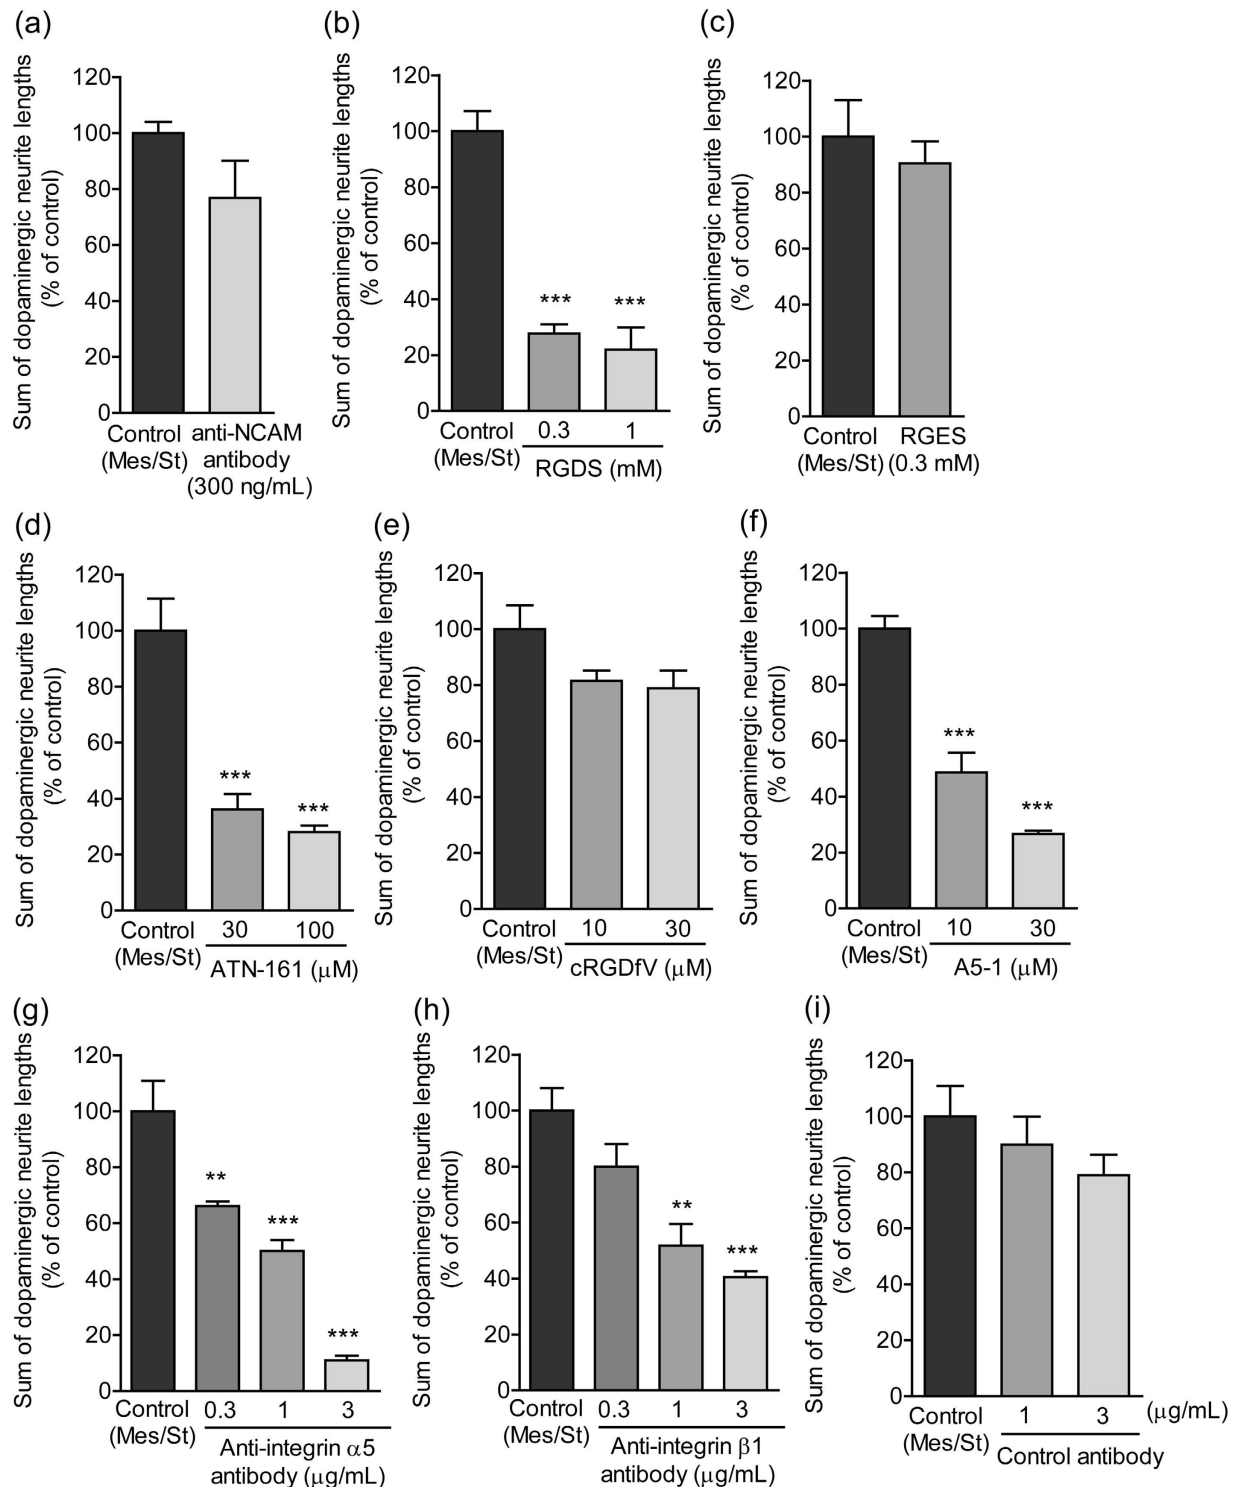 (a)
Sum of dopaminergic neurite lengths
(% of control)
120
100
80
60
40
20
0
Control
(Mes/St)
anti-NCAM
antibody
(300 ng/mL)
(b)
Sum of dopaminergic neurite lengths
(% of control)
120
100
80
60
40
20
0
***
***
Control
(Mes/St)
0.3
1
RGDS (mM)
(c)
Sum of dopaminergic neurite lengths
(% of control)
120
100
80
60
40
20
0
Control
(Mes/St)
RGES
(0.3 mM)
(d)
Sum of dopaminergic neurite lengths
(% of control)
120
100
80
60
40
20
0
***
***
Control
(Mes/St)
30
100
ATN-161 (μM)
(e)
Sum of dopaminergic neurite lengths
(% of control)
120
100
80
60
40
20
0
Control
(Mes/St)
10
30
cRGDfV (μM)
(f)
Sum of dopaminergic neurite lengths
(% of control)
120
100
80
60
40
20
0
***
***
Control
(Mes/St)
10
30
A5-1 (μM)
(g)
Sum of dopaminergic neurite lengths
(% of control)
120
100
80
60
40
20
0
**
***
***
Control
(Mes/St)
0.3
1
3
Anti-integrin α5
antibody (μg/mL)
(h)
Sum of dopaminergic neurite lengths
(% of control)
120
100
80
60
40
20
0
**
***
Control
(Mes/St)
0.3
1
3
Anti-integrin β1
antibody (μg/mL)
(i)
Sum of dopaminergic neurite lengths
(% of control)
120
100
80
60
40
20
0
Control
(Mes/St)
1
3
(μg/mL)
Control antibody